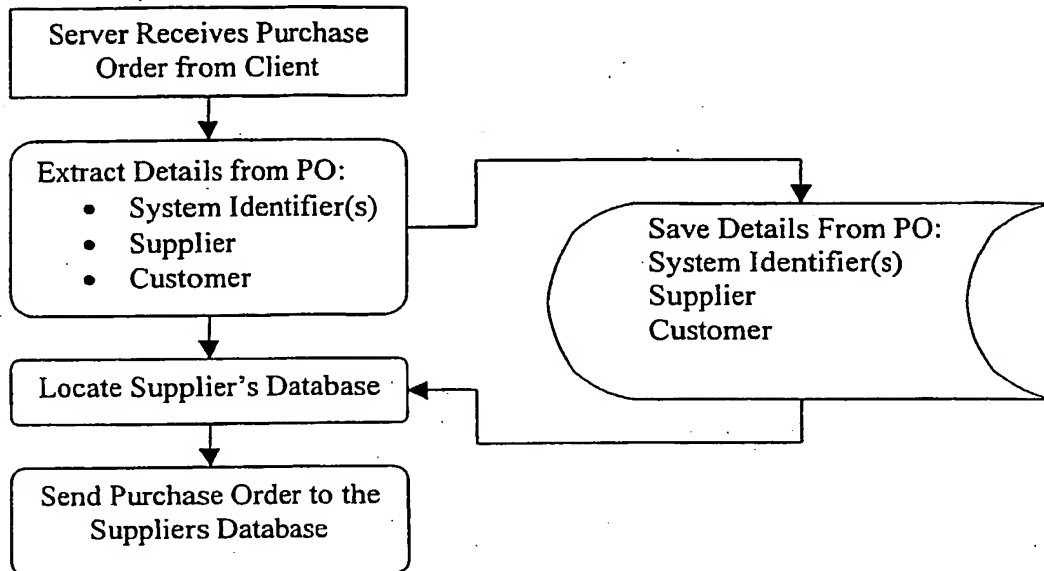 Server Receives Purchase
Order from Client
Extract Details from PO:
• System Identifier(s)
• Supplier
• Customer
Save Details From PO:
System Identifier(s)
Supplier
Customer
Locate Supplier's Database
Send Purchase Order to the
Suppliers Database